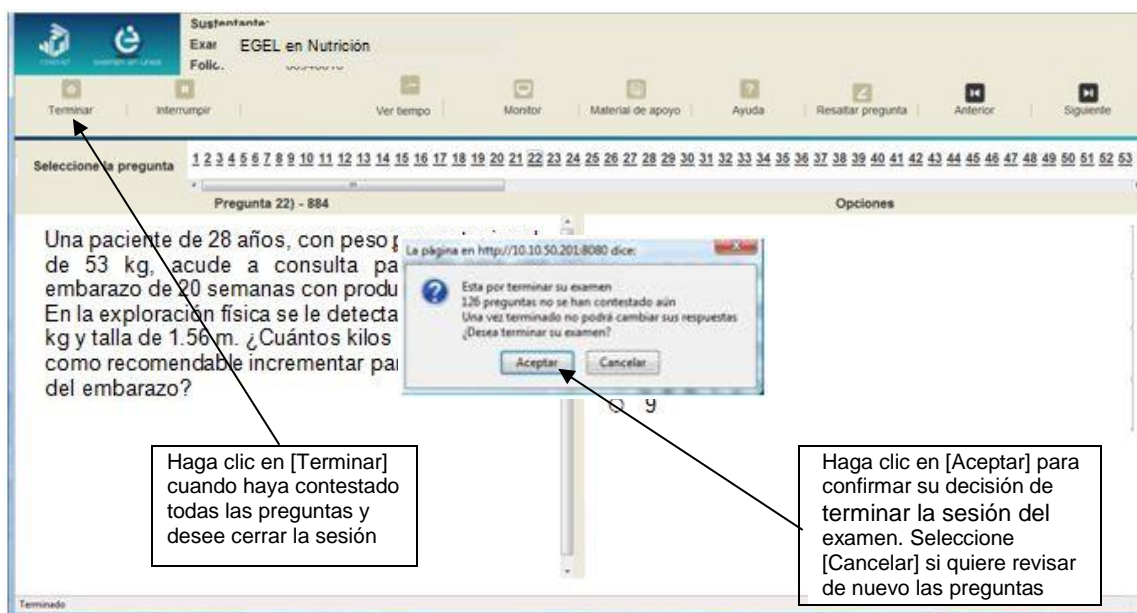 Sustentante:
Exar EGEL en Nutrición
Folic.
examen en línea
Terminar
Interrumpir
Ver tiempo
Monitor
Material de apoyo
Ayuda
Resaltar pregunta
Anterior
Siguiente
Seleccione la pregunta
1 2 3 4 5 6 7 8 9 10 11 12 13 14 15 16 17 18 19 20 21 22 23 24 25 26 27 28 29 30 31 32 33 34 35 36 37 38 39 40 41 42 43 44 45 46 47 48 49 50 51 52 53
Pregunta 22) - 884
Opciones
Una paciente de 28 años, con peso
de 53 kg, acude a consulta pa
embarazo de 20 semanas con produ
En la exploración física se le detecta
kg y talla de 1.56 m. ¿Cuántos kilos
como recomendable incrementar par
del embarazo?
La página en http://10.10.50.201:8080 dice:
Esta por terminar su examen
126 preguntas no se han contestado aún
Una vez terminado no podrá cambiar sus respuestas
¿Desea terminar su examen?
Aceptar
Cancelar
9
Haga clic en [Terminar]
cuando haya contestado
todas las preguntas y
desee cerrar la sesión
Haga clic en [Aceptar] para
confirmar su decisión de
terminar la sesión del
examen. Seleccione
[Cancelar] si quiere revisar
de nuevo las preguntas
Terminado